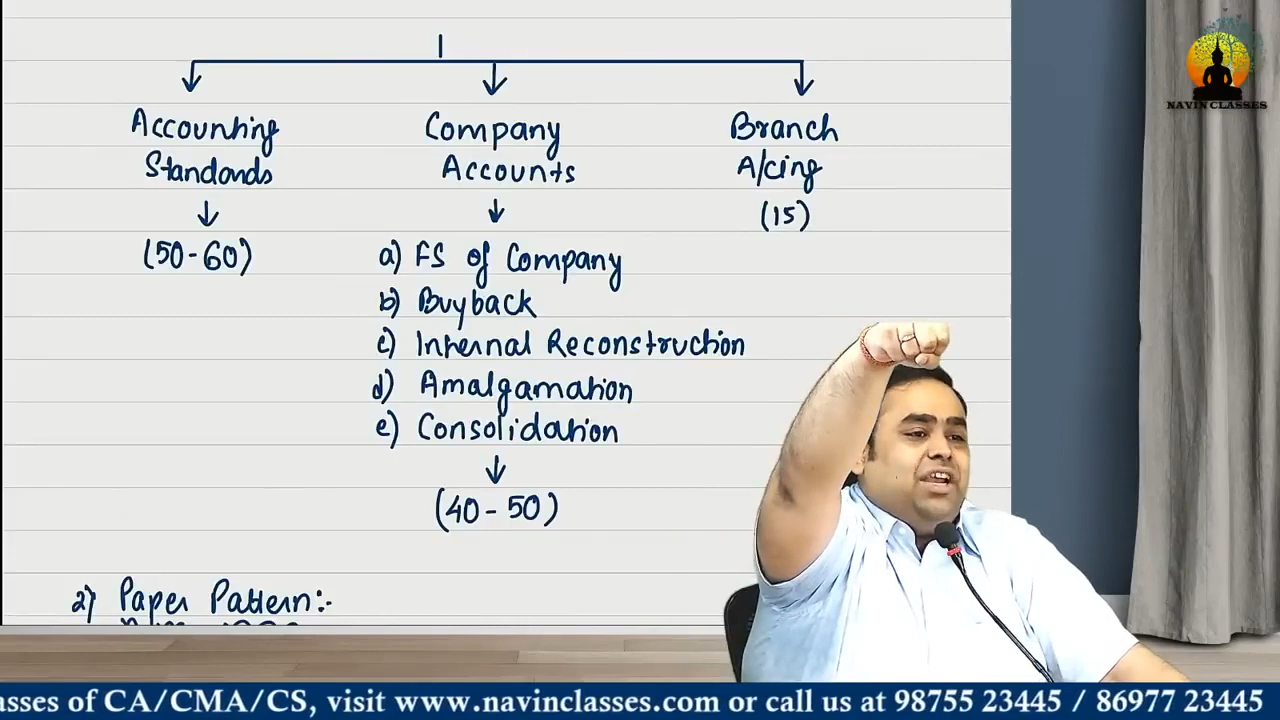 Accounting
Standards
(50-60)
Company
Accounts
a) FS of Company
b) Buyback
c) Internal Reconstruction
d) Amalgamation
e) Consolidation
(40-50)
Branch
A/cing
(15)
2) Paper Pattern:-
NAVIN CLASSES
asses of CA/CMA/CS, visit www.navinclasses.com or call us at 98755 23445 / 86977 23445